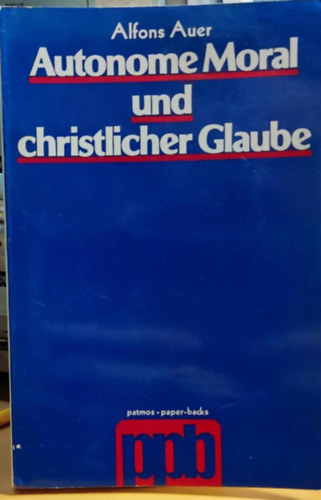 Alfons Auer
Autonome Moral
und
christlicher Glaube
patmos-paper-backs
ppb